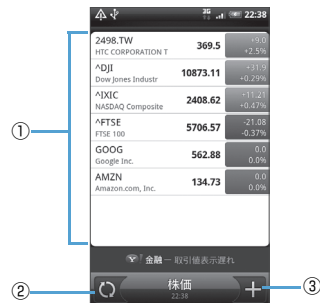 3G 22:38
2498.TW 369.5 +9.0
HTC CORPORATION T +2.5%
^DJI 10873.11 +31.9
Dow Jones Industr +0.29%
^IXIC 2408.62 +11.21
NASDAQ Composite +0.47%
^FTSE 5706.57 -21.08
FTSE 100 -0.37%
GOOG 562.88 0.0
Google Inc. 0.0%
AMZN 134.73 0.0
Amazon.com, Inc. 0.0%
①
Y! 金融 — 取引値表示遅れ
② 株価 ③
22:38